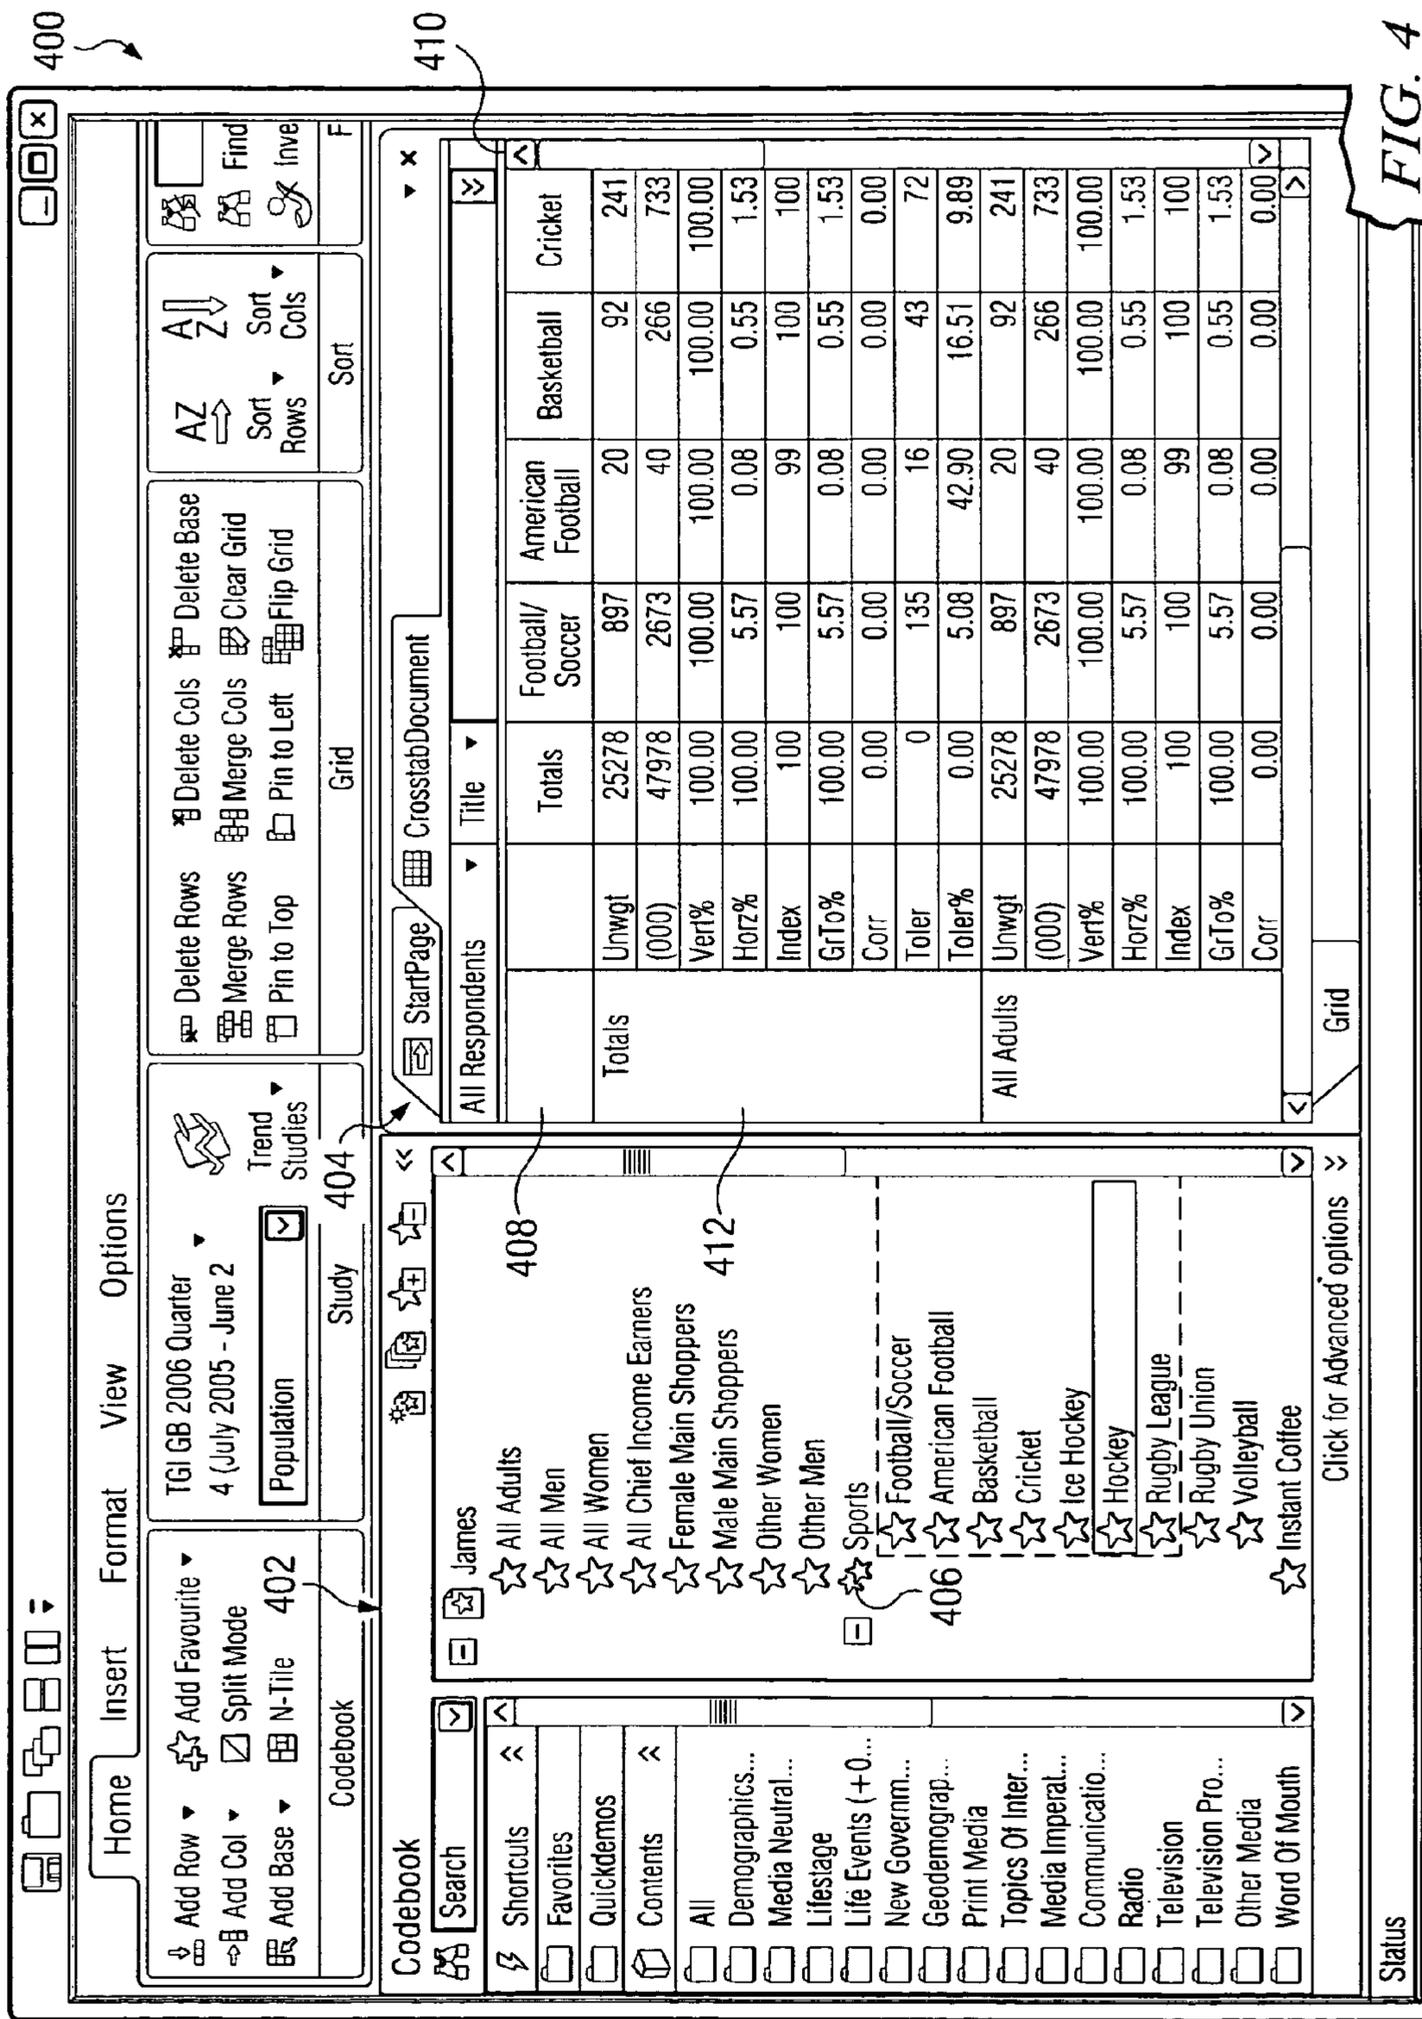 400
Home Insert Format View Options
Add Row Add Favourite
Add Col Split Mode
Add Base N-Tile
Codebook
402
TGI GB 2006 Quarter
4 (July 2005 - June 2
Population
Trend
Studies
Study
404
Delete Rows Delete Cols Delete Base
Merge Rows Merge Cols Clear Grid
Pin to Top Pin to Left Flip Grid
Grid
AZ
Sort
Rows
A
Z
Sort
Cols
Sort
Find
Inve
F
Codebook
Search
Shortcuts
Favorites
Quickdemos
Contents
All
Demographics...
Media Neutral...
Lifestage
Life Events (+0...
New Governm...
Geodemograp...
Print Media
Topics Of Inter...
Media Imperat...
Communicatio...
Radio
Television
Television Pro...
Other Media
Word Of Mouth
James
All Adults
All Men
All Women
All Chief Income Earners
Female Main Shoppers
Male Main Shoppers
Other Women
Other Men
Sports
406
Football/Soccer
American Football
Basketball
Cricket
Ice Hockey
Hockey
Rugby League
Rugby Union
Volleyball
Instant Coffee
Click for Advanced options
408
412
StartPage CrosstabDocument
All Respondents Title
410
Totals Football/Soccer American Football Basketball Cricket
Totals Unwgt 25278 897 20 92 241
(000) 47978 2673 40 266 733
Vert% 100.00 100.00 100.00 100.00 100.00
Horz% 100.00 5.57 0.08 0.55 1.53
Index 100 100 99 100 100
GrTo% 100.00 5.57 0.08 0.55 1.53
Corr 0.00 0.00 0.00 0.00 0.00
Toler 0 135 16 43 72
Toler% 0.00 5.08 42.90 16.51 9.89
All Adults Unwgt 25278 897 20 92 241
(000) 47978 2673 40 266 733
Vert% 100.00 100.00 100.00 100.00 100.00
Horz% 100.00 5.57 0.08 0.55 1.53
Index 100 100 99 100 100
GrTo% 100.00 5.57 0.08 0.55 1.53
Corr 0.00 0.00 0.00 0.00 0.00
Grid
Status
FIG. 4